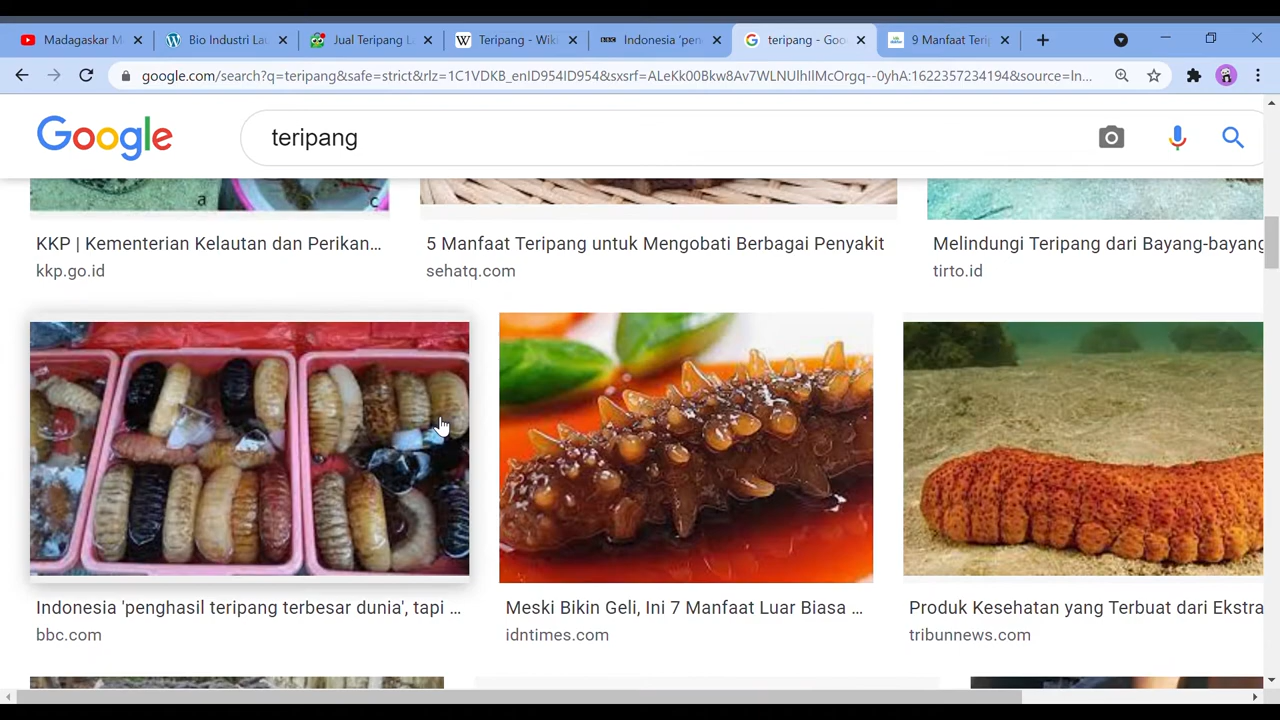 Madagaskar M
Bio Industri La
Jual Teripang L
Teripang - Wik
Indonesia 'pen
teripang - Goo
9 Manfaat Terip
google.com/search?q=teripang&safe=strict&rlz=1C1VDKB_enID954ID954&sxsrf=ALeKk00Bkw8Av7WLNUlhIlMcOrgq--0yhA:1622357234194&source=ln...
Google
teripang
a
c
KKP | Kementerian Kelautan dan Perikan...
5 Manfaat Teripang untuk Mengobati Berbagai Penyakit
Melindungi Teripang dari Bayang-bayang
kkp.go.id
sehatq.com
tirto.id
Indonesia 'penghasil teripang terbesar dunia', tapi ...
Meski Bikin Geli, Ini 7 Manfaat Luar Biasa ...
Produk Kesehatan yang Terbuat dari Ekstra
bbc.com
idntimes.com
tribunnews.com